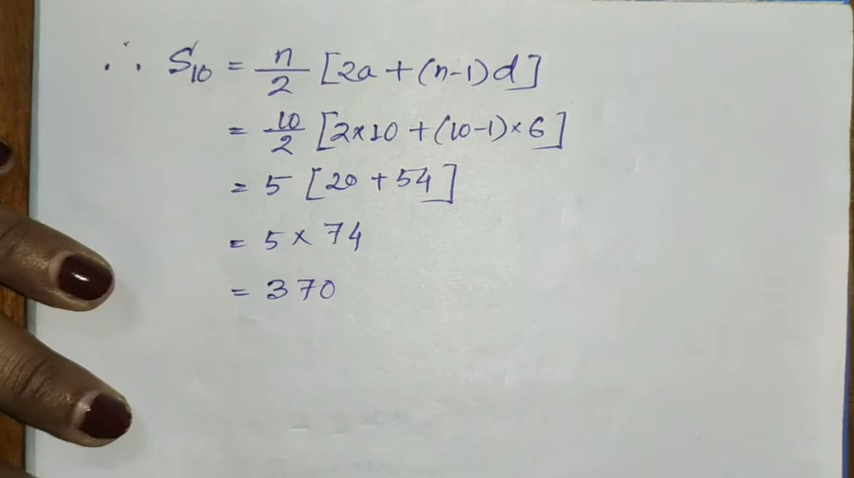 ∴ S₁₀ = n/2 [2a + (n-1)d]
= 10/2 [2×10 + (10-1)×6]
= 5 [20 + 54]
= 5 × 74
= 370